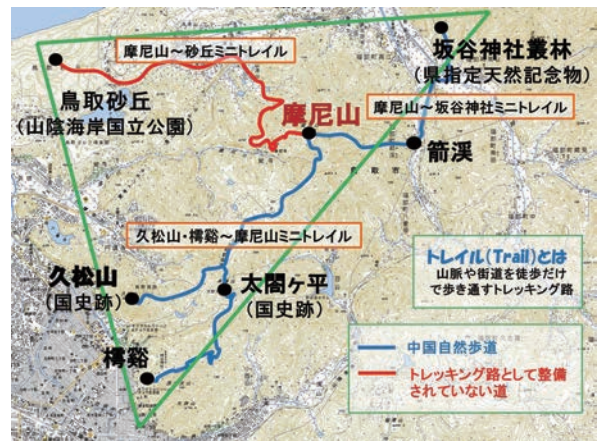 摩尼山～砂丘ミニトレイル
坂谷神社叢林
(県指定天然記念物)
鳥取砂丘
(山陰海岸国立公園)
摩尼山
摩尼山～坂谷神社ミニトレイル
箭渓
久松山・樗谿～摩尼山ミニトレイル
久松山
(国史跡)
太閤ヶ平
(国史跡)
樗谿
トレイル(Trail)とは
山脈や街道を徒歩だけ
で歩き通すトレッキング路
中国自然歩道
トレッキング路として整備
されていない道